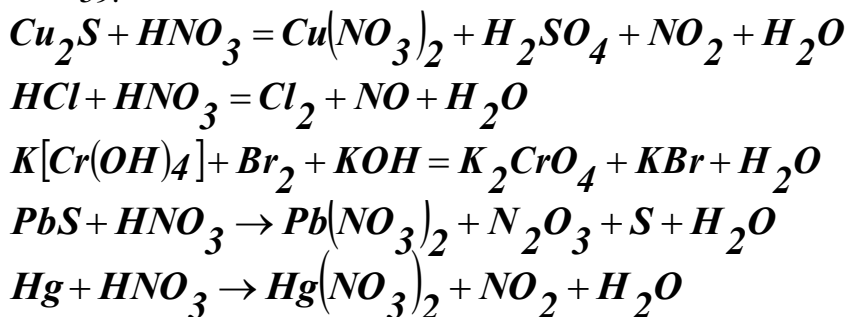 Cu₂S + HNO₃ = Cu(NO₃)₂ + H₂SO₄ + NO₂ + H₂O
HCl + HNO₃ = Cl₂ + NO + H₂O
K[Cr(OH)4] + Br₂ + KOH = K₂CrO₄ + KBr + H₂O
PbS + HNO₃ → Pb(NO₃)₂ + N₂O₃ + S + H₂O
Hg + HNO₃ → Hg(NO₃)₂ + NO₂ + H₂O